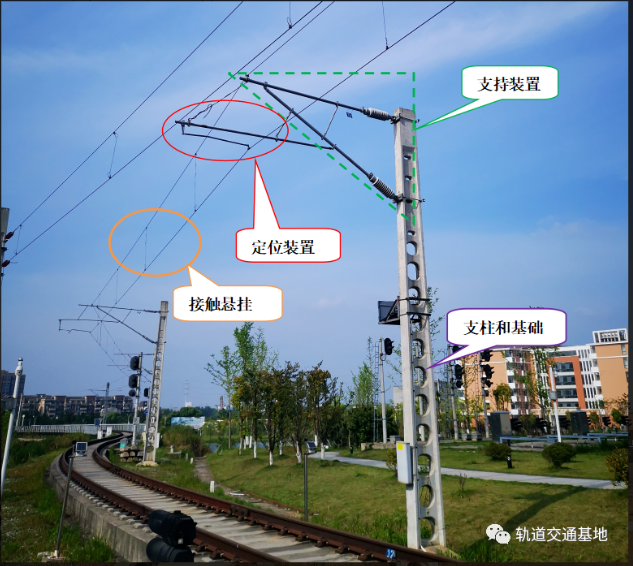 支持装置
定位装置
接触悬挂
支柱和基础
轨道交通基地